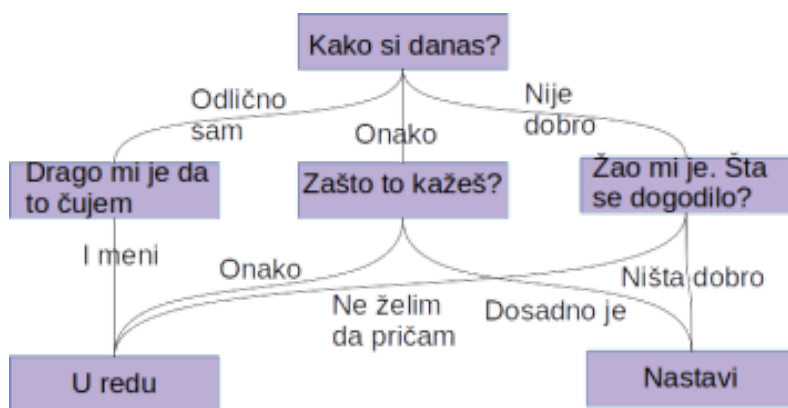 Kako si danas?
Odlično
sam
Onako
Nije
dobro
Drago mi je da
to čujem
Zašto to kažeš?
Žao mi je. Šta
se dogodilo?
I meni
Onako
Ne želim
da pričam
Dosadno je
Ništa dobro
U redu
Nastavi